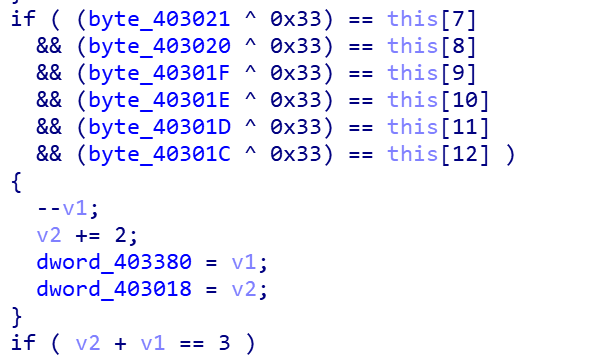 if ( (byte_403021 ^ 0x33) == this[7]
&& (byte_403020 ^ 0x33) == this[8]
&& (byte_40301F ^ 0x33) == this[9]
&& (byte_40301E ^ 0x33) == this[10]
&& (byte_40301D ^ 0x33) == this[11]
&& (byte_40301C ^ 0x33) == this[12] )
{
--v1;
v2 += 2;
dword_403380 = v1;
dword_403018 = v2;
}
if ( v2 + v1 == 3 )